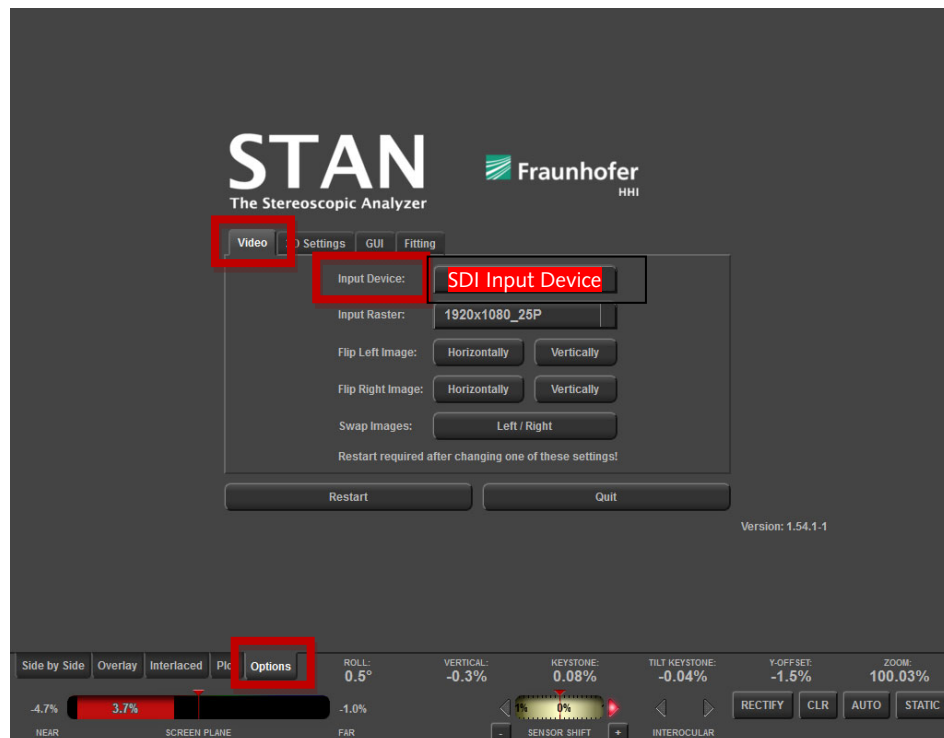 STAN
The Stereoscopic Analyzer
Fraunhofer
HHI
Video D Settings GUI Fitting
Input Device: SDI Input Device
Input Raster: 1920x1080_25P
Flip Left Image: Horizontally Vertically
Flip Right Image: Horizontally Vertically
Swap Images: Left / Right
Restart required after changing one of these settings!
Restart Quit
Version: 1.54.1-1
Side by Side Overlay Interlaced Options
ROLL: VERTICAL: KEYSTONE: TILT KEYSTONE: Y-OFFSET: ZOOM:
0.5° -0.3% 0.08% -0.04% -1.5% 100.03%
-4.7% 3.7% -1.0% 1% 0% RECTIFY CLR AUTO STATIC
NEAR SCREEN PLANE FAR - SENSOR SHIFT + INTEROCULAR